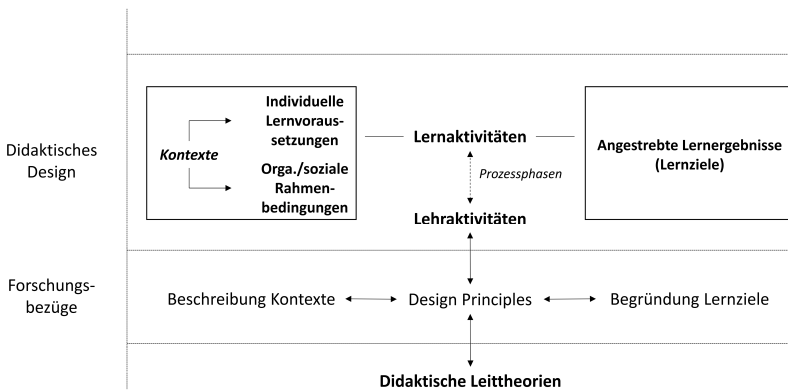 Didaktisches
Design
Kontexte
Individuelle
Lernvoraus-
setzungen
Orga./soziale
Rahmen-
bedingungen
Lernaktivitäten
Prozessphasen
Lehraktivitäten
Angestrebte Lernergebnisse
(Lernziele)
Forschungs-
bezüge
Beschreibung Kontexte
Design Principles
Begründung Lernziele
Didaktische Leittheorien